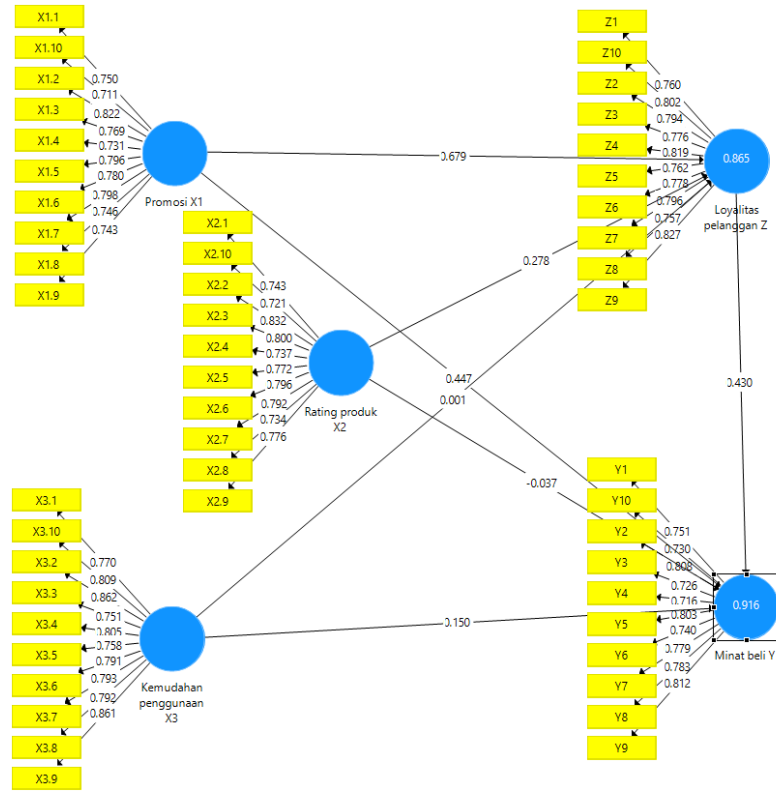 X1.1
X1.10
X1.2
X1.3
X1.4
X1.5
X1.6
X1.7
X1.8
X1.9
0.750
0.711
0.822
0.769
0.731
0.796
0.780
0.798
0.746
0.743
Promosi X1
0.679
Z1
Z10
Z2
Z3
Z4
Z5
Z6
Z7
Z8
Z9
0.760
0.802
0.794
0.776
0.819
0.762
0.778
0.796
0.757
0.827
0.865
Loyalitas
pelanggan Z
X2.1
X2.10
X2.2
X2.3
X2.4
X2.5
X2.6
X2.7
X2.8
X2.9
0.743
0.721
0.832
0.800
0.737
0.772
0.796
0.792
0.734
0.776
Rating produk
X2
0.278
0.447
0.001
-0.037
0.430
X3.1
X3.10
X3.2
X3.3
X3.4
X3.5
X3.6
X3.7
X3.8
X3.9
0.770
0.809
0.862
0.751
0.805
0.758
0.791
0.793
0.792
0.861
Kemudahan
penggunaan
X3
0.150
Y1
Y10
Y2
Y3
Y4
Y5
Y6
Y7
Y8
Y9
0.751
0.730
0.808
0.726
0.716
0.803
0.740
0.779
0.783
0.812
0.916
Minat beli Y